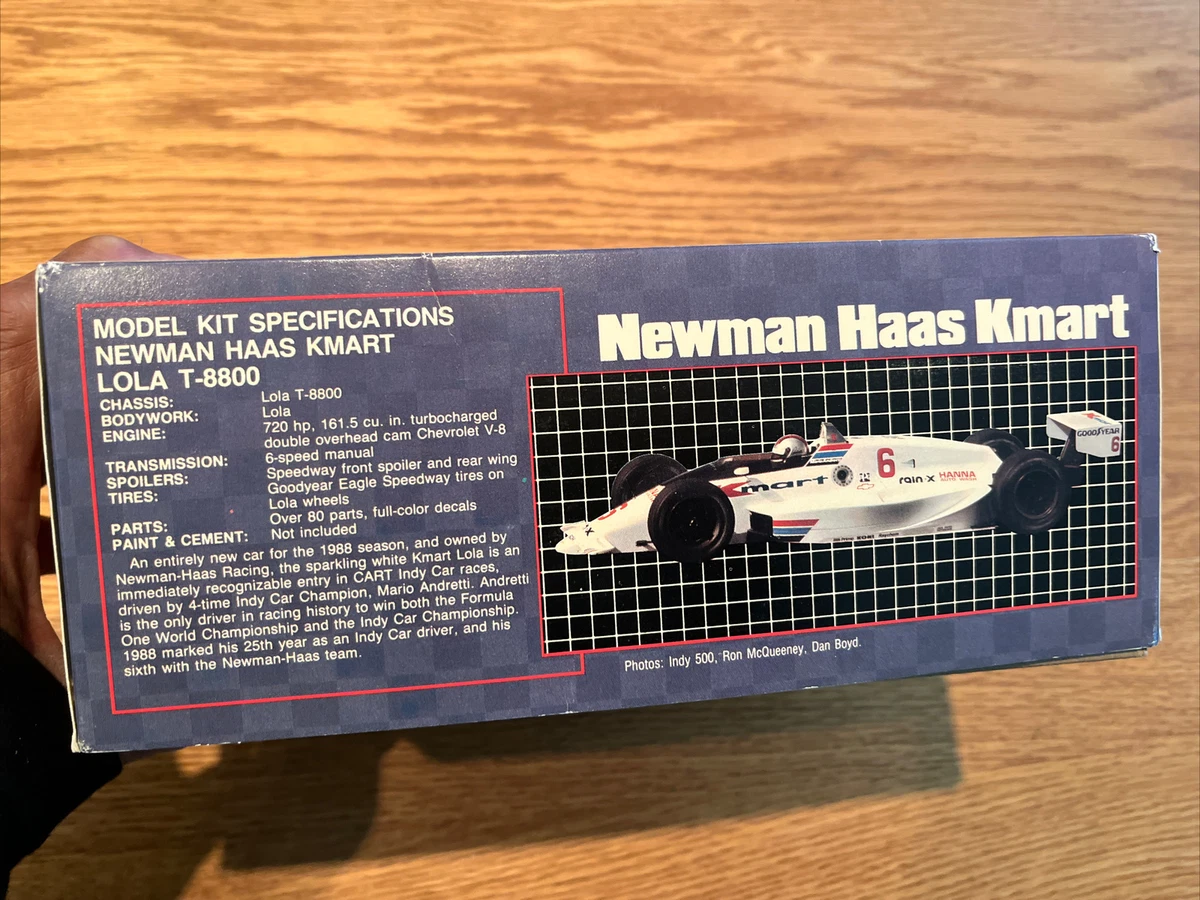 MODEL KIT SPECIFICATIONS
NEWMAN HAAS KMART
LOLA T-8800
CHASSIS: Lola T-8800
BODYWORK: Lola
ENGINE: 720 hp, 161.5 cu. in. turbocharged
double overhead cam Chevrolet V-8
TRANSMISSION: 6-speed manual
SPOILERS: Speedway front spoiler and rear wing
TIRES: Goodyear Eagle Speedway tires on
Lola wheels
PARTS: Over 80 parts, full-color decals
PAINT & CEMENT: Not included
An entirely new car for the 1988 season, and owned by
Newman-Haas Racing, the sparkling white Kmart Lola is an
immediately recognizable entry in CART Indy Car races,
driven by 4-time Indy Car Champion, Mario Andretti. Andretti
is the only driver in racing history to win both the Formula
One World Championship and the Indy Car Championship.
1988 marked his 25th year as an Indy Car driver, and his
sixth with the Newman-Haas team.
Newman Haas Kmart
GOODYEAR
6
6
Kmart
rain-x
HANNA
AUTO WASH
6
Photos: Indy 500, Ron McQueeney, Dan Boyd.